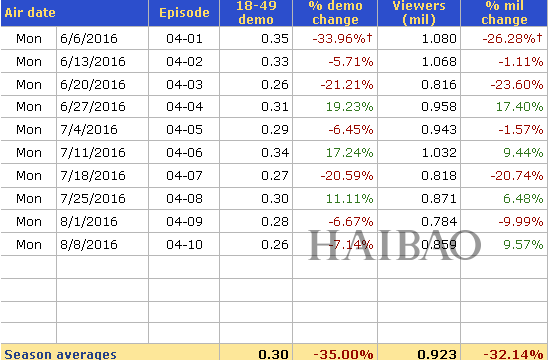 Air date Episode 18-49 demo % demo change Viewers (mil) % mil change
Mon 6/6/2016 04-01 0.35 -33.96%† 1.080 -26.28%†
Mon 6/13/2016 04-02 0.33 -5.71% 1.068 -1.11%
Mon 6/20/2016 04-03 0.26 -21.21% 0.816 -23.60%
Mon 6/27/2016 04-04 0.31 19.23% 0.958 17.40%
Mon 7/4/2016 04-05 0.29 -6.45% 0.943 -1.57%
Mon 7/11/2016 04-06 0.34 17.24% 1.032 9.44%
Mon 7/18/2016 04-07 0.27 -20.59% 0.818 -20.74%
Mon 7/25/2016 04-08 0.30 11.11% 0.871 6.48%
Mon 8/1/2016 04-09 0.28 -6.67% 0.784 -9.99%
Mon 8/8/2016 04-10 0.26 -7.14% 0.859 9.57%
HAIBAO
Season averages 0.30 -35.00% 0.923 -32.14%